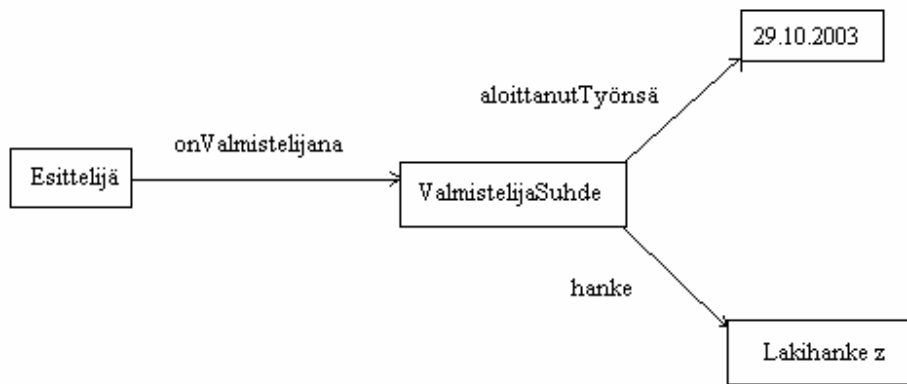 29.10.2003
aloittanutTyönsä
onValmistelijana
Esittelijä
ValmistelijaSuhde
hanke
Lakihanke z